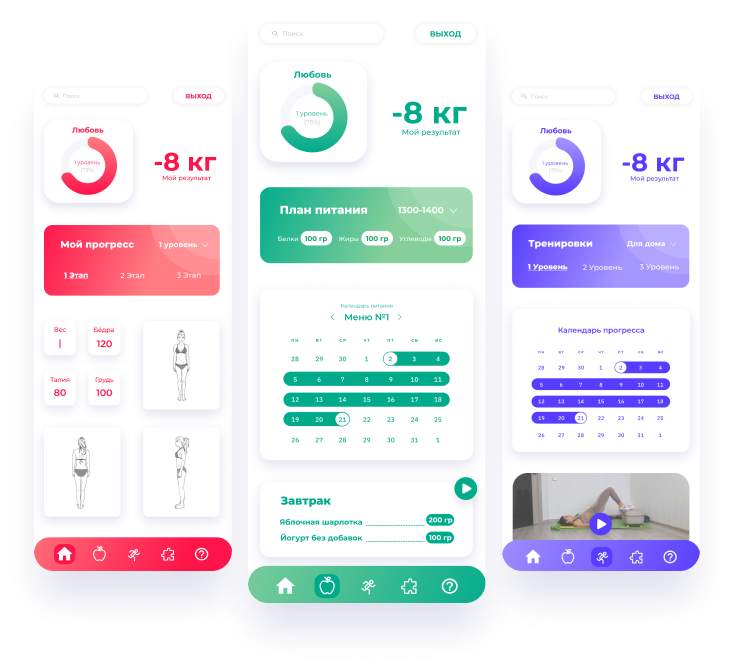 Поиск
ВЫХОД
Любовь
1 уровень
(75%)
-8 кг
Мой результат
Мой прогресс
1 уровень
1 Этап
2 Этап
3 Этап
Вес
Бёдра
120
Талия
80
Грудь
100
Поиск
ВЫХОД
Любовь
1 уровень
(75%)
-8 кг
Мой результат
План питания
1300-1400
Белки 100 гр Жиры 100 гр Углеводы 100 гр
Календарь питания
Меню №1
ПН ВТ СР ЧТ ПТ СБ ВС
28 29 30 1 2 3 4
5 6 7 8 9 10 11
12 13 14 15 16 17 18
19 20 21 22 23 24 25
26 27 28 29 30 31 1
Завтрак
Яблочная шарлотка 200 гр
Йогурт без добавок 100 гр
Поиск
ВЫХОД
Любовь
1 уровень
(75%)
-8 кг
Мой результат
Тренировки
Для дома
1 Уровень
2 Уровень
3 Уровень
Календарь прогресса
ПН ВТ СР ЧТ ПТ СБ ВС
28 29 30 1 2 3 4
5 6 7 8 9 10 11
12 13 14 15 16 17 18
19 20 21 22 23 24 25
26 27 28 29 30 31 1